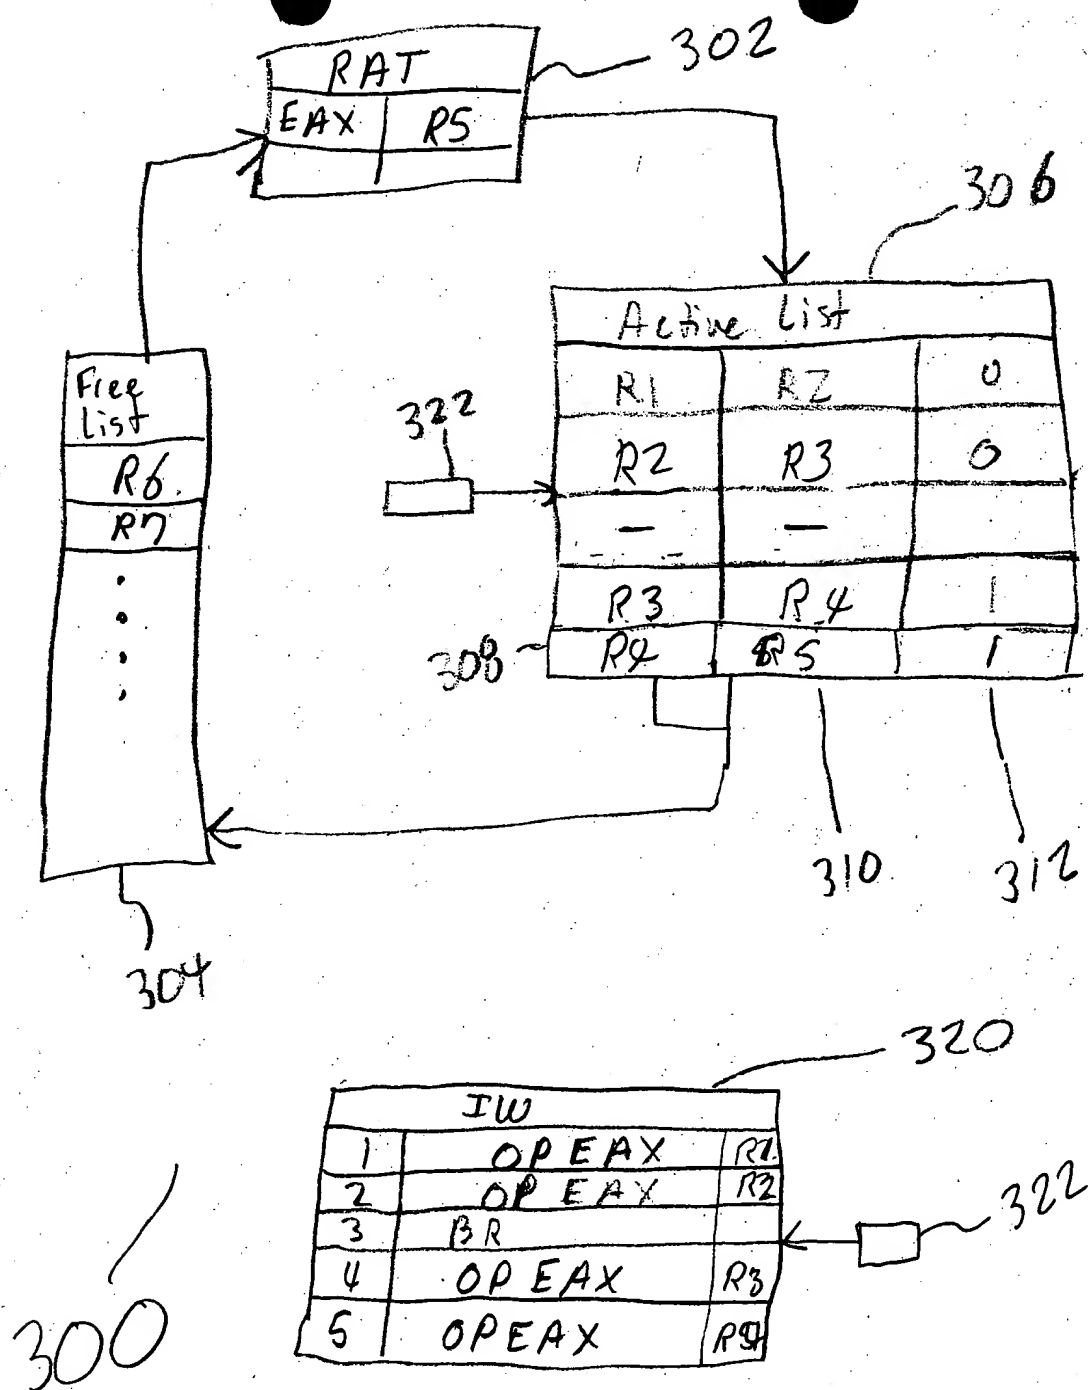 RAT
302
EAX R5
306
Active List
R1 R2 0
322
R2 R3 0
— —
R3 R4 1
308
R4 R5 1
Free
List
R6
R7
310
312
304
320
IW
1 OP EAX R1
2 OP EAX R2
3 BR
322
4 OP EAX R3
5 OP EAX
300